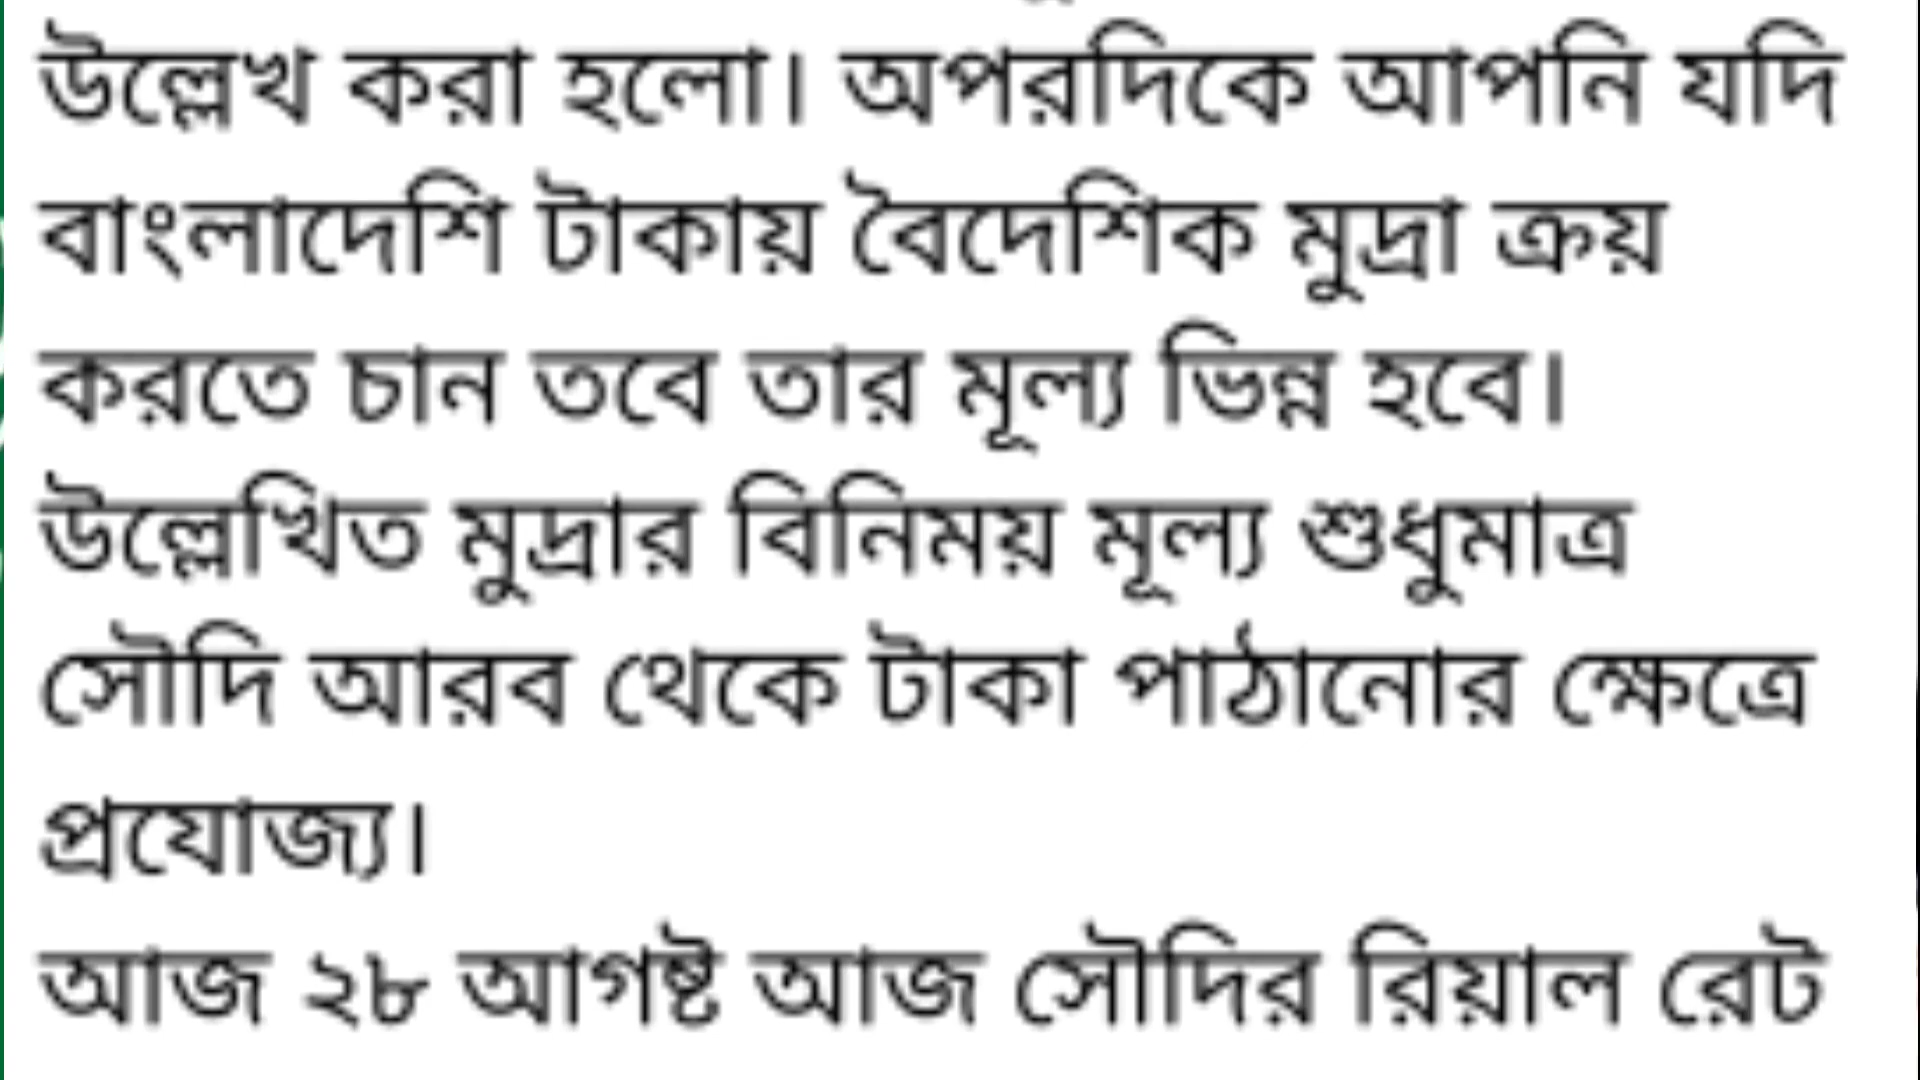 উল্লেখ করা হলো। অপরদিকে আপনি যদি
বাংলাদেশি টাকায় বৈদেশিক মুদ্রা ক্রয়
করতে চান তবে তার মূল্য ভিন্ন হবে।
উল্লেখিত মুদ্রার বিনিময় মূল্য শুধুমাত্র
সৌদি আরব থেকে টাকা পাঠানোর ক্ষেত্রে
প্রযোজ্য।
আজ ২৮ আগষ্ট আজ সৌদির রিয়াল রেট